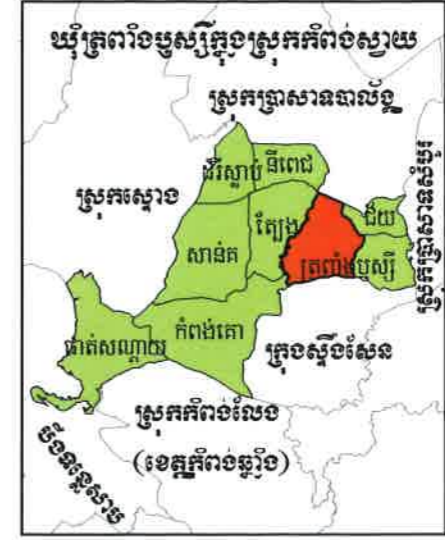 ឃុំត្រពាំងឫស្សីក្នុងស្រុកកំពង់ស្វាយ
ស្រុកប្រាសាទបាល័ង្គ
ដំរីស្លាប់
នីពេជ
ស្រុកស្ទោង
ត្បែង
ជ័យ
សាន់គ
ត្រពាំងឫស្សី
ស្រុកប្រាសាទសំបូរ
កំពង់គោ
ផាត់សណ្ដាយ
ក្រុងស្ទឹងសែន
ស្រុកកំពង់លែង
(ខេត្តកំពង់ឆ្នាំង)
បឹងទន្លេសាប